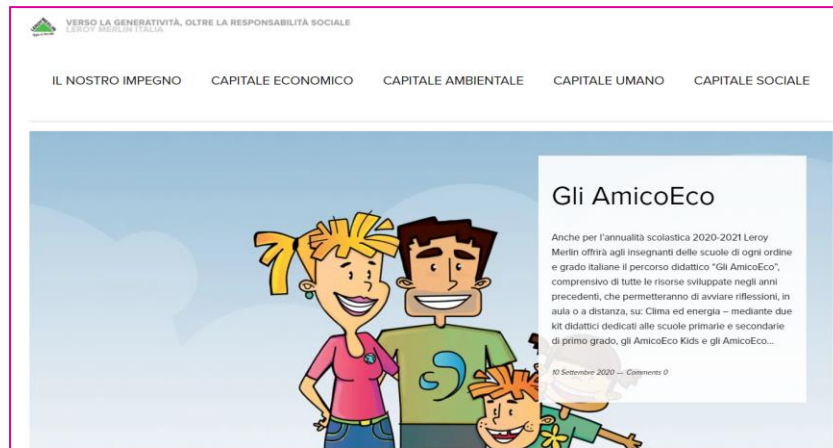 VERSO LA GENERATIVITÀ, OLTRE LA RESPONSABILITÀ SOCIALE
LEROY MERLIN ITALIA
IL NOSTRO IMPEGNO CAPITALE ECONOMICO CAPITALE AMBIENTALE CAPITALE UMANO CAPITALE SOCIALE
Gli AmicoEco
Anche per l'annualità scolastica 2020-2021 Leroy
Merlin offrirà agli insegnanti delle scuole di ogni ordine
e grado italiane il percorso didattico "Gli AmicoEco",
comprensivo di tutte le risorse sviluppate negli anni
precedenti, che permetteranno di avviare riflessioni, in
aula o a distanza, su: Clima ed energia – mediante due
kit didattici dedicati alle scuole primarie e secondarie
di primo grado, gli AmicoEco Kids e gli AmicoEco...
10 Settembre 2020 — Comments 0